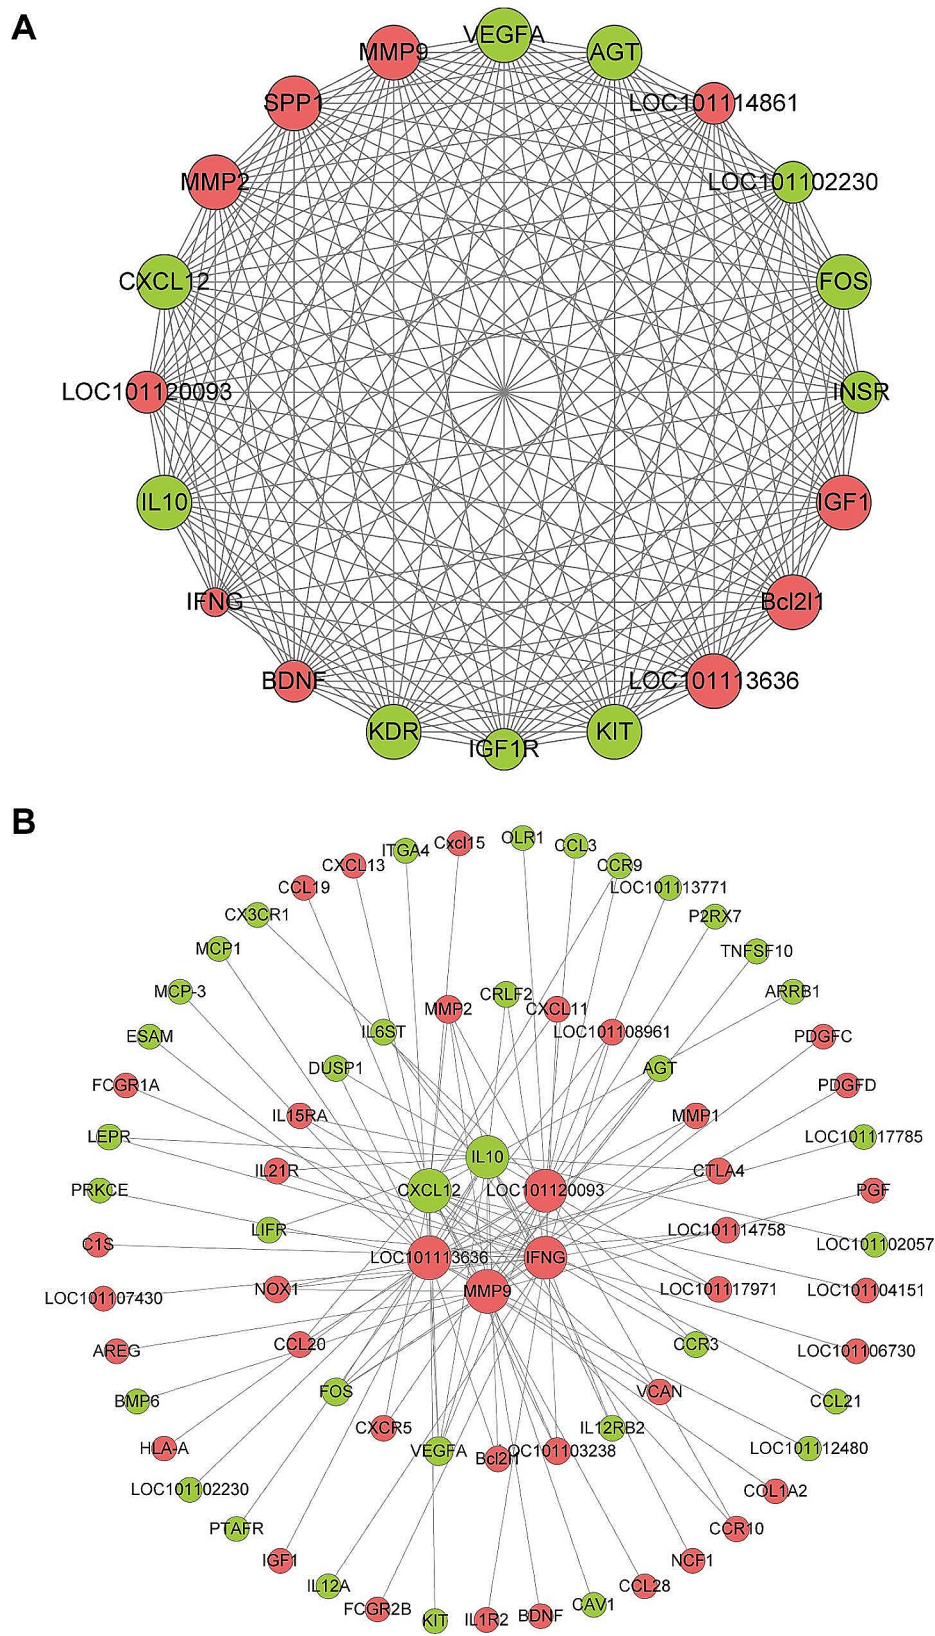 A
VEGFA
MMP9
AGT
SPP1
LOC101114861
MMP2
LOC101102230
CXCL12
FOS
LOC101120093
INSR
IL10
IGF1
IFNG
Bcl2l1
BDNF
LOC101113636
KDR
KIT
IGF1R
B
OLR1
Cxcl15
CCL3
ITGA4
CXCL13
CCR9
CCL19
LOC101113771
CX3CR1
P2RX7
MCP1
TNFSF10
MCP-3
CRLF2
ARRB1
MMP2
CXCL11
IL6ST
LOC101108961
ESAM
PDGFC
DUSP1
AGT
FCGR1A
PDGFD
IL15RA
MMP1
LEPR
LOC101117785
IL10
IL21R
CTLA4
PRKCE
CXCL12
LOC101120093
PGF
LIFR
LOC101114758
C1S
LOC101102057
LOC101113636
IFNG
NOX1
MMP9
LOC101117971
LOC101104151
LOC101107430
CCL20
CCR3
AREG
LOC101106730
FOS
VCAN
BMP6
CCL21
CXCR5
IL12RB2
HLA-A
VEGFA
Bcl2l1
OC101103238
LOC101112480
LOC101102230
COL1A2
PTAFR
CCR10
IGF1
NCF1
IL12A
CCL28
FCGR2B
CAV1
KIT
IL1R2
BDNF